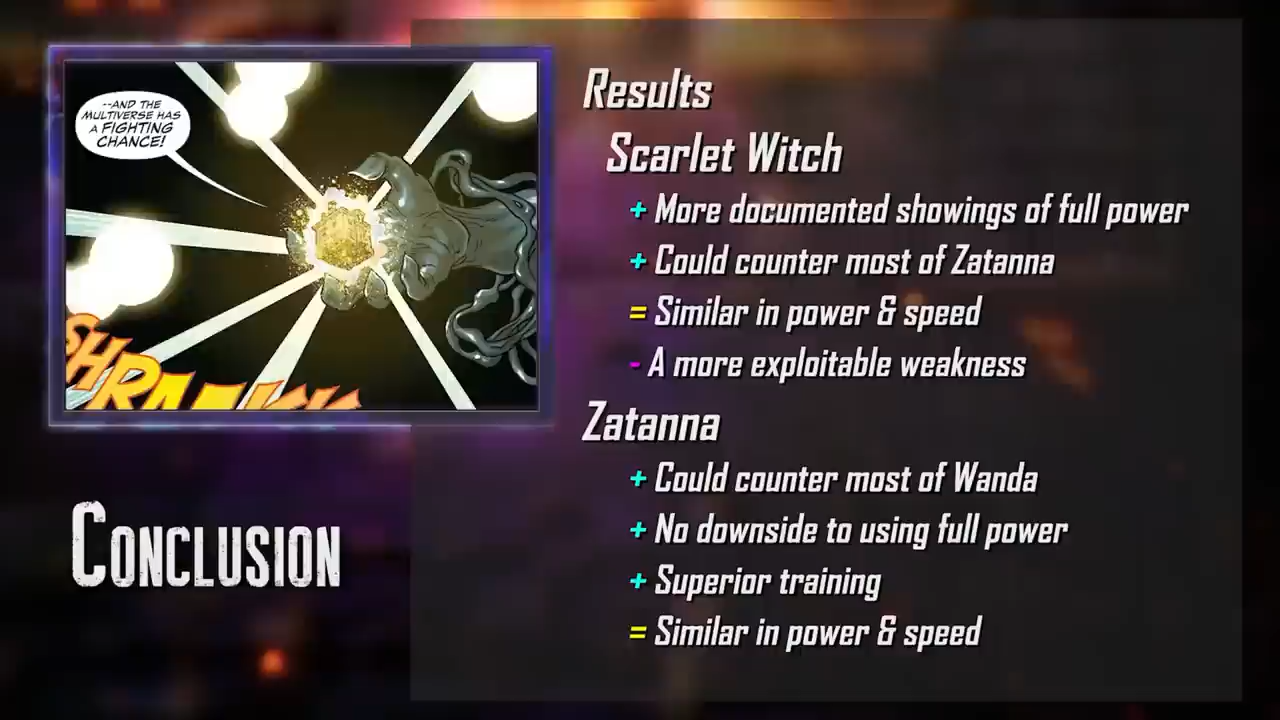 --AND THE
MULTIVERSE HAS
A FIGHTING
CHANCE!
Conclusion
Results
Scarlet Witch
+ More documented showings of full power
+ Could counter most of Zatanna
= Similar in power & speed
- A more exploitable weakness
Zatanna
+ Could counter most of Wanda
+ No downside to using full power
+ Superior training
= Similar in power & speed